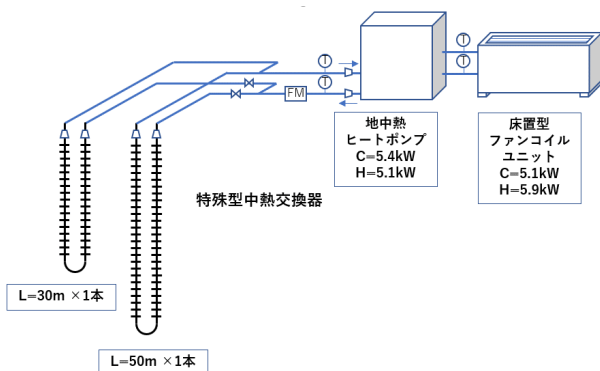 T
T
T
T
FM
地中熱
ヒートポンプ
C=5.4kW
H=5.1kW
床置型
ファンコイル
ユニット
C=5.1kW
H=5.9kW
特殊型中熱交換器
L=30m ×1本
L=50m ×1本